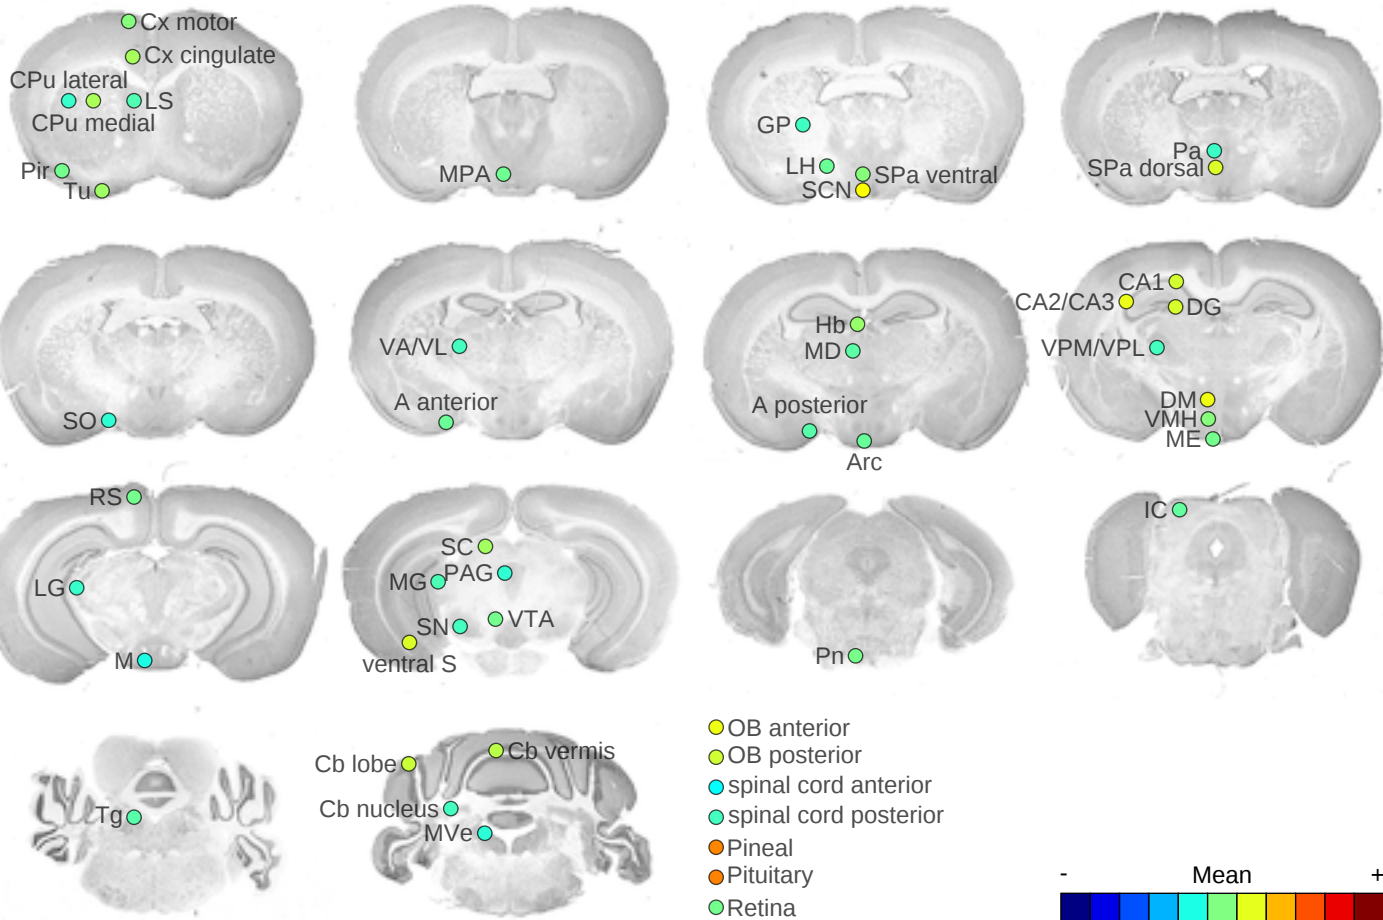 Cx motor
Cx cingulate
CPu lateral
LS
CPu medial
Pir
Tu
MPA
GP
LH
SPa ventral
SCN
Pa
SPa dorsal
SO
VA/VL
A anterior
Hb
MD
A posterior
Arc
CA1
CA2/CA3
DG
VPM/VPL
DM
VMH
ME
RS
LG
M
SC
MG
PAG
SN
VTA
ventral S
Pn
IC
Tg
Cb lobe
Cb vermis
Cb nucleus
MVe
OB anterior
OB posterior
spinal cord anterior
spinal cord posterior
Pineal
Pituitary
Retina
- Mean +